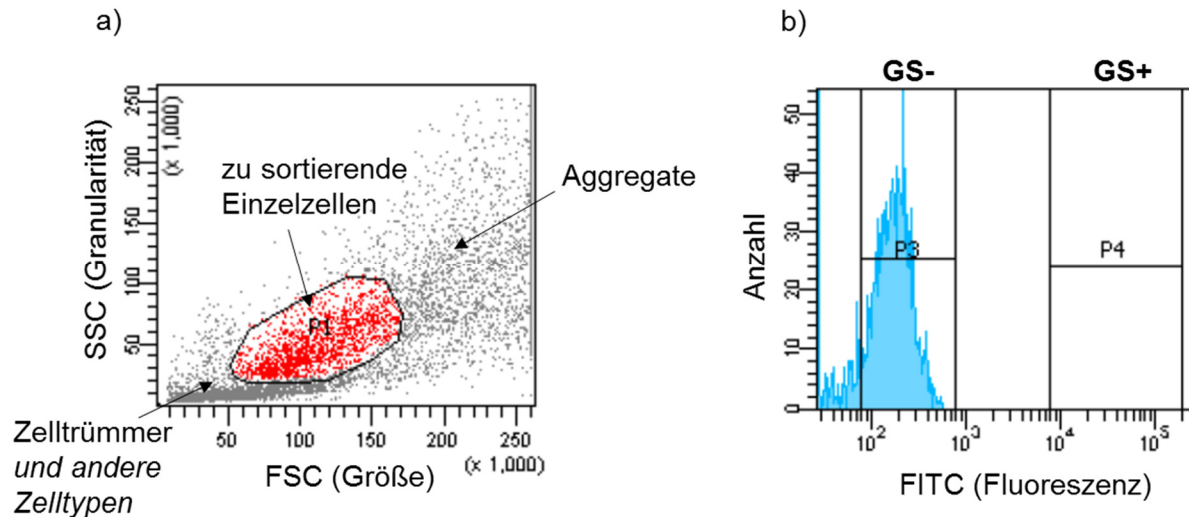 a)
SSC (Granularität)
(x 1,000)
250
200
150
100
50
zu sortierende
Einzelzellen
Aggregate
P1
50
100
150
200
250
(x 1,000)
FSC (Größe)
Zelltrümmer
und andere
Zelltypen
b)
GS-
GS+
Anzahl
50
40
30
20
10
0
P3
P4
10²
10³
10⁴
10⁵
FITC (Fluoreszenz)